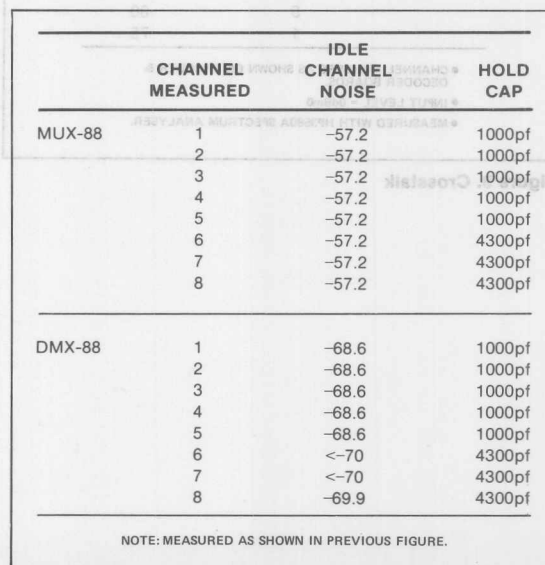 IDLE
CHANNEL CHANNEL HOLD
MEASURED NOISE CAP
MUX-88 1 −57.2 1000pf
2 −57.2 1000pf
3 −57.2 1000pf
4 −57.2 1000pf
5 −57.2 1000pf
6 −57.2 4300pf
7 −57.2 4300pf
8 −57.2 4300pf
DMX-88 1 −68.6 1000pf
2 −68.6 1000pf
3 −68.6 1000pf
4 −68.6 1000pf
5 −68.6 1000pf
6 <−70 4300pf
7 <−70 4300pf
8 −69.9 4300pf
NOTE: MEASURED AS SHOWN IN PREVIOUS FIGURE.